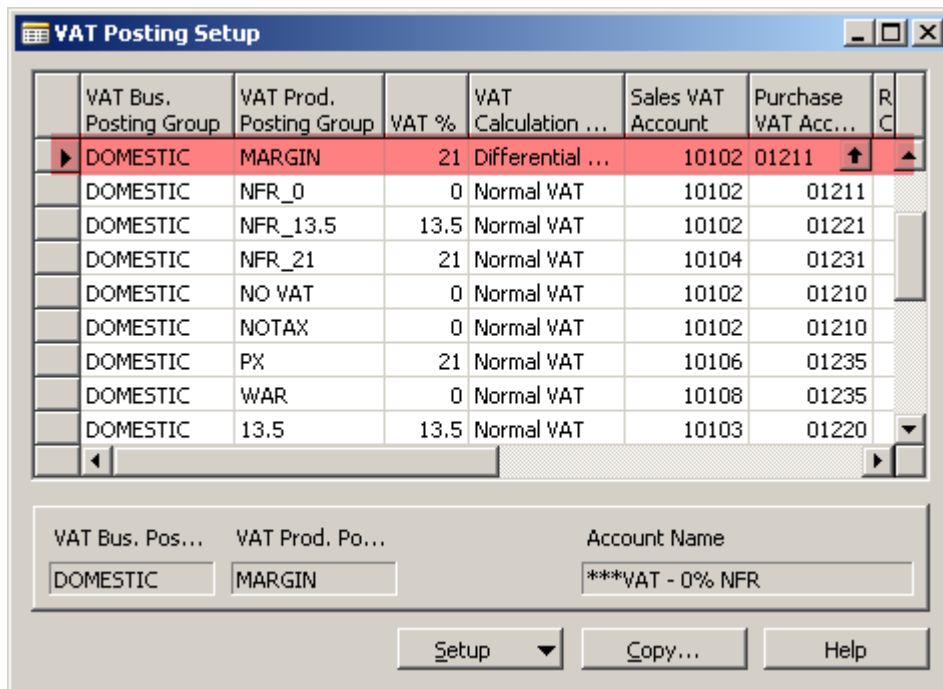 VAT Posting Setup
VAT Bus. Posting Group VAT Prod. Posting Group VAT % VAT Calculation ... Sales VAT Account Purchase VAT Acc... R C
DOMESTIC MARGIN 21 Differential ... 10102 01211
DOMESTIC NFR_0 0 Normal VAT 10102 01211
DOMESTIC NFR_13.5 13.5 Normal VAT 10102 01221
DOMESTIC NFR_21 21 Normal VAT 10104 01231
DOMESTIC NO VAT 0 Normal VAT 10102 01210
DOMESTIC NOTAX 0 Normal VAT 10102 01210
DOMESTIC PX 21 Normal VAT 10106 01235
DOMESTIC WAR 0 Normal VAT 10108 01235
DOMESTIC 13.5 13.5 Normal VAT 10103 01220
VAT Bus. Pos... VAT Prod. Po... Account Name
DOMESTIC MARGIN ***VAT - 0% NFR
Setup Copy... Help